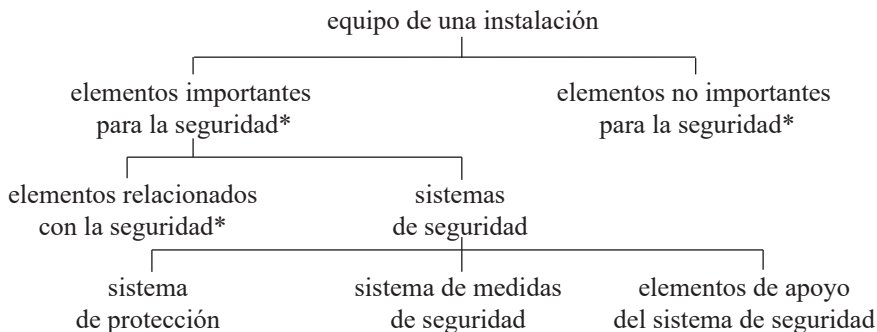 equipo de una instalación
elementos importantes
para la seguridad*
elementos no importantes
para la seguridad*
elementos relacionados
con la seguridad*
sistemas
de seguridad
sistema
de protección
sistema de medidas
de seguridad
elementos de apoyo
del sistema de seguridad